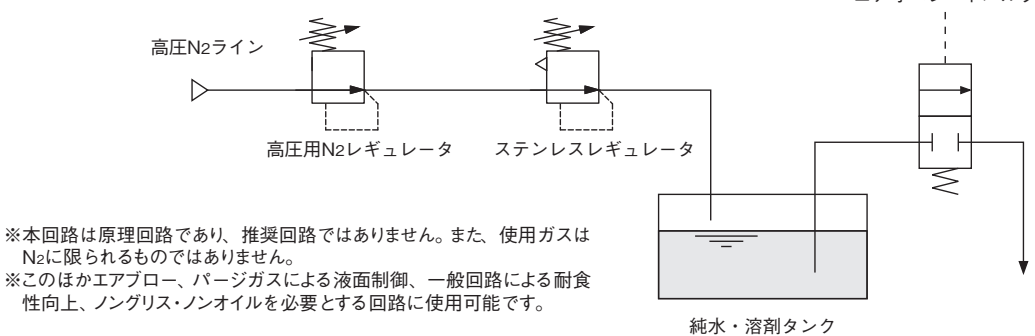 高圧N2ライン
高圧用N2レギュレータ
ステンレスレギュレータ
※本回路は原理回路であり、推奨回路ではありません。また、使用ガスは
N2に限られるものではありません。
※このほかエアブロー、パージガスによる液面制御、一般回路による耐食
性向上、ノングリス・ノンオイルを必要とする回路に使用可能です。
純水・溶剤タンク